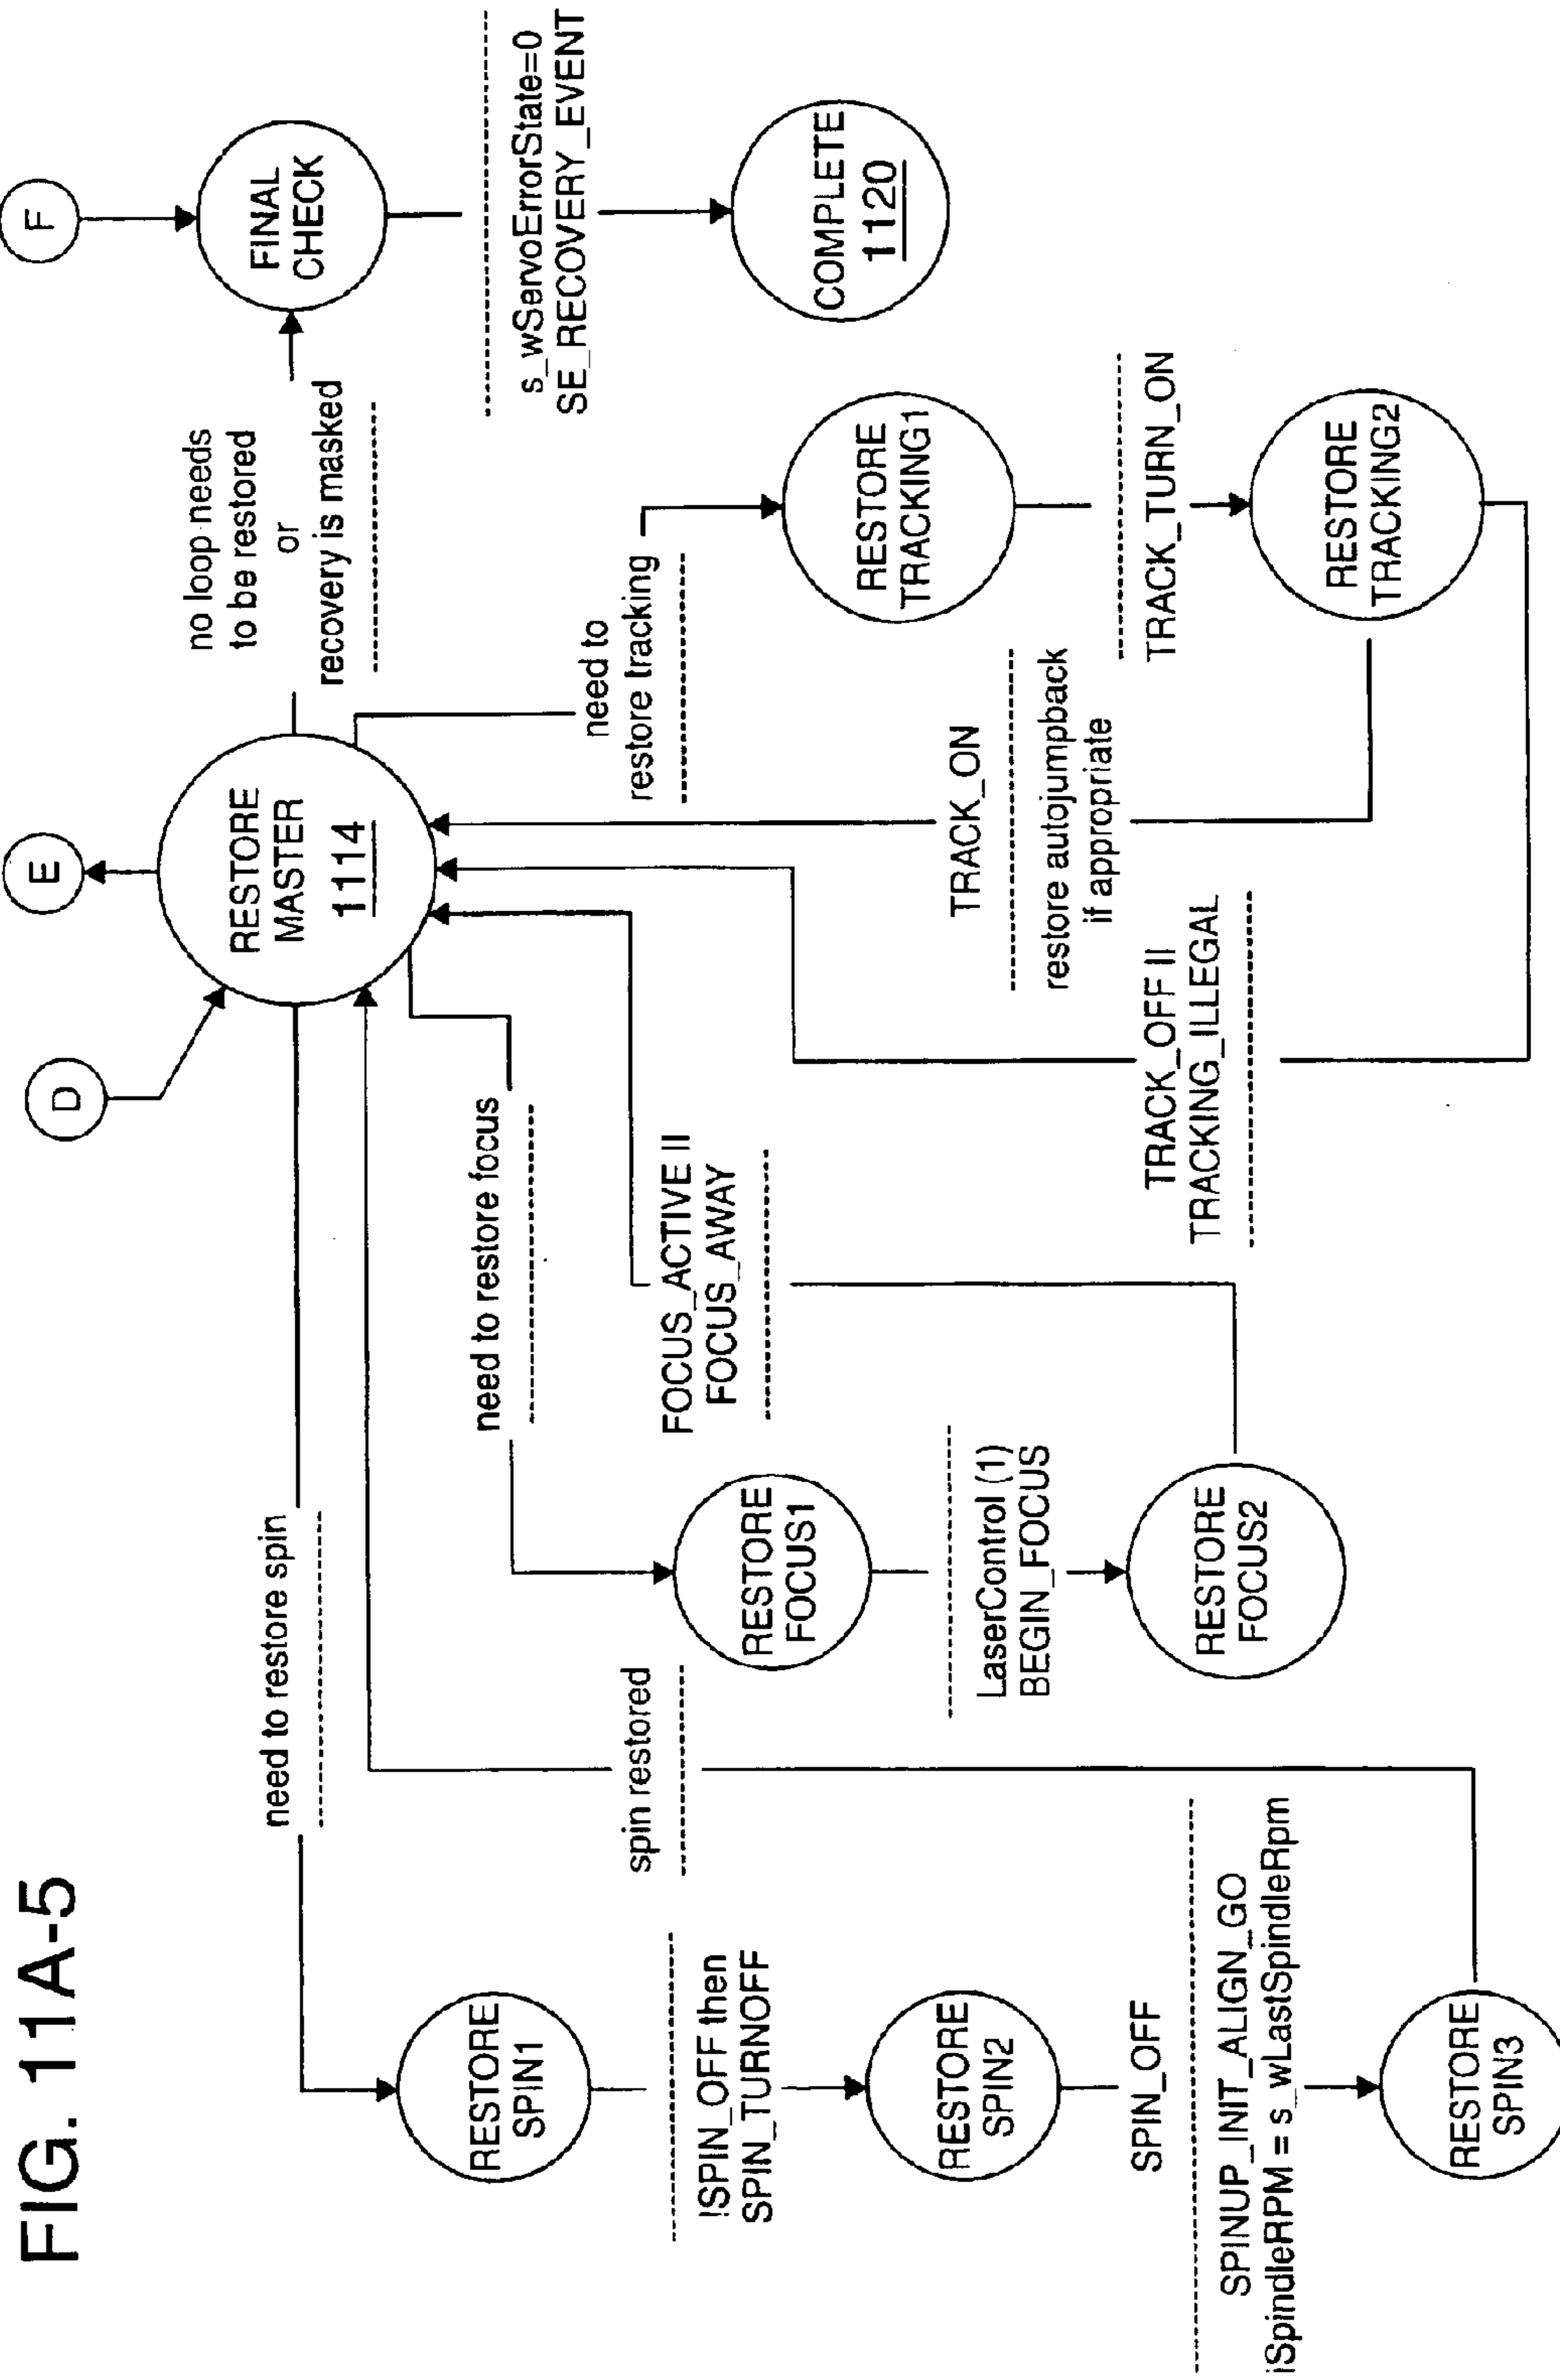 FIG. 11A-5
D
E
F
RESTORE
MASTER
1114
FINAL
CHECK
no loop needs
to be restored
or
recovery is masked
s_wServoErrorState=0
SE_RECOVERY_EVENT
COMPLETE
1120
need to restore spin
RESTORE
SPIN1
!SPIN_OFF then
SPIN_TURNOFF
RESTORE
SPIN2
SPIN_OFF
SPINUP_INIT_ALIGN_GO
iSpindleRPM = s_wLastSpindleRpm
RESTORE
SPIN3
spin restored
need to restore focus
RESTORE
FOCUS1
LaserControl (1)
BEGIN_FOCUS
RESTORE
FOCUS2
FOCUS_ACTIVE II
FOCUS_AWAY
need to
restore tracking
RESTORE
TRACKING1
TRACK_TURN_ON
RESTORE
TRACKING2
TRACK_ON
restore autojumpback
if appropriate
TRACK_OFF II
TRACKING_ILLEGAL